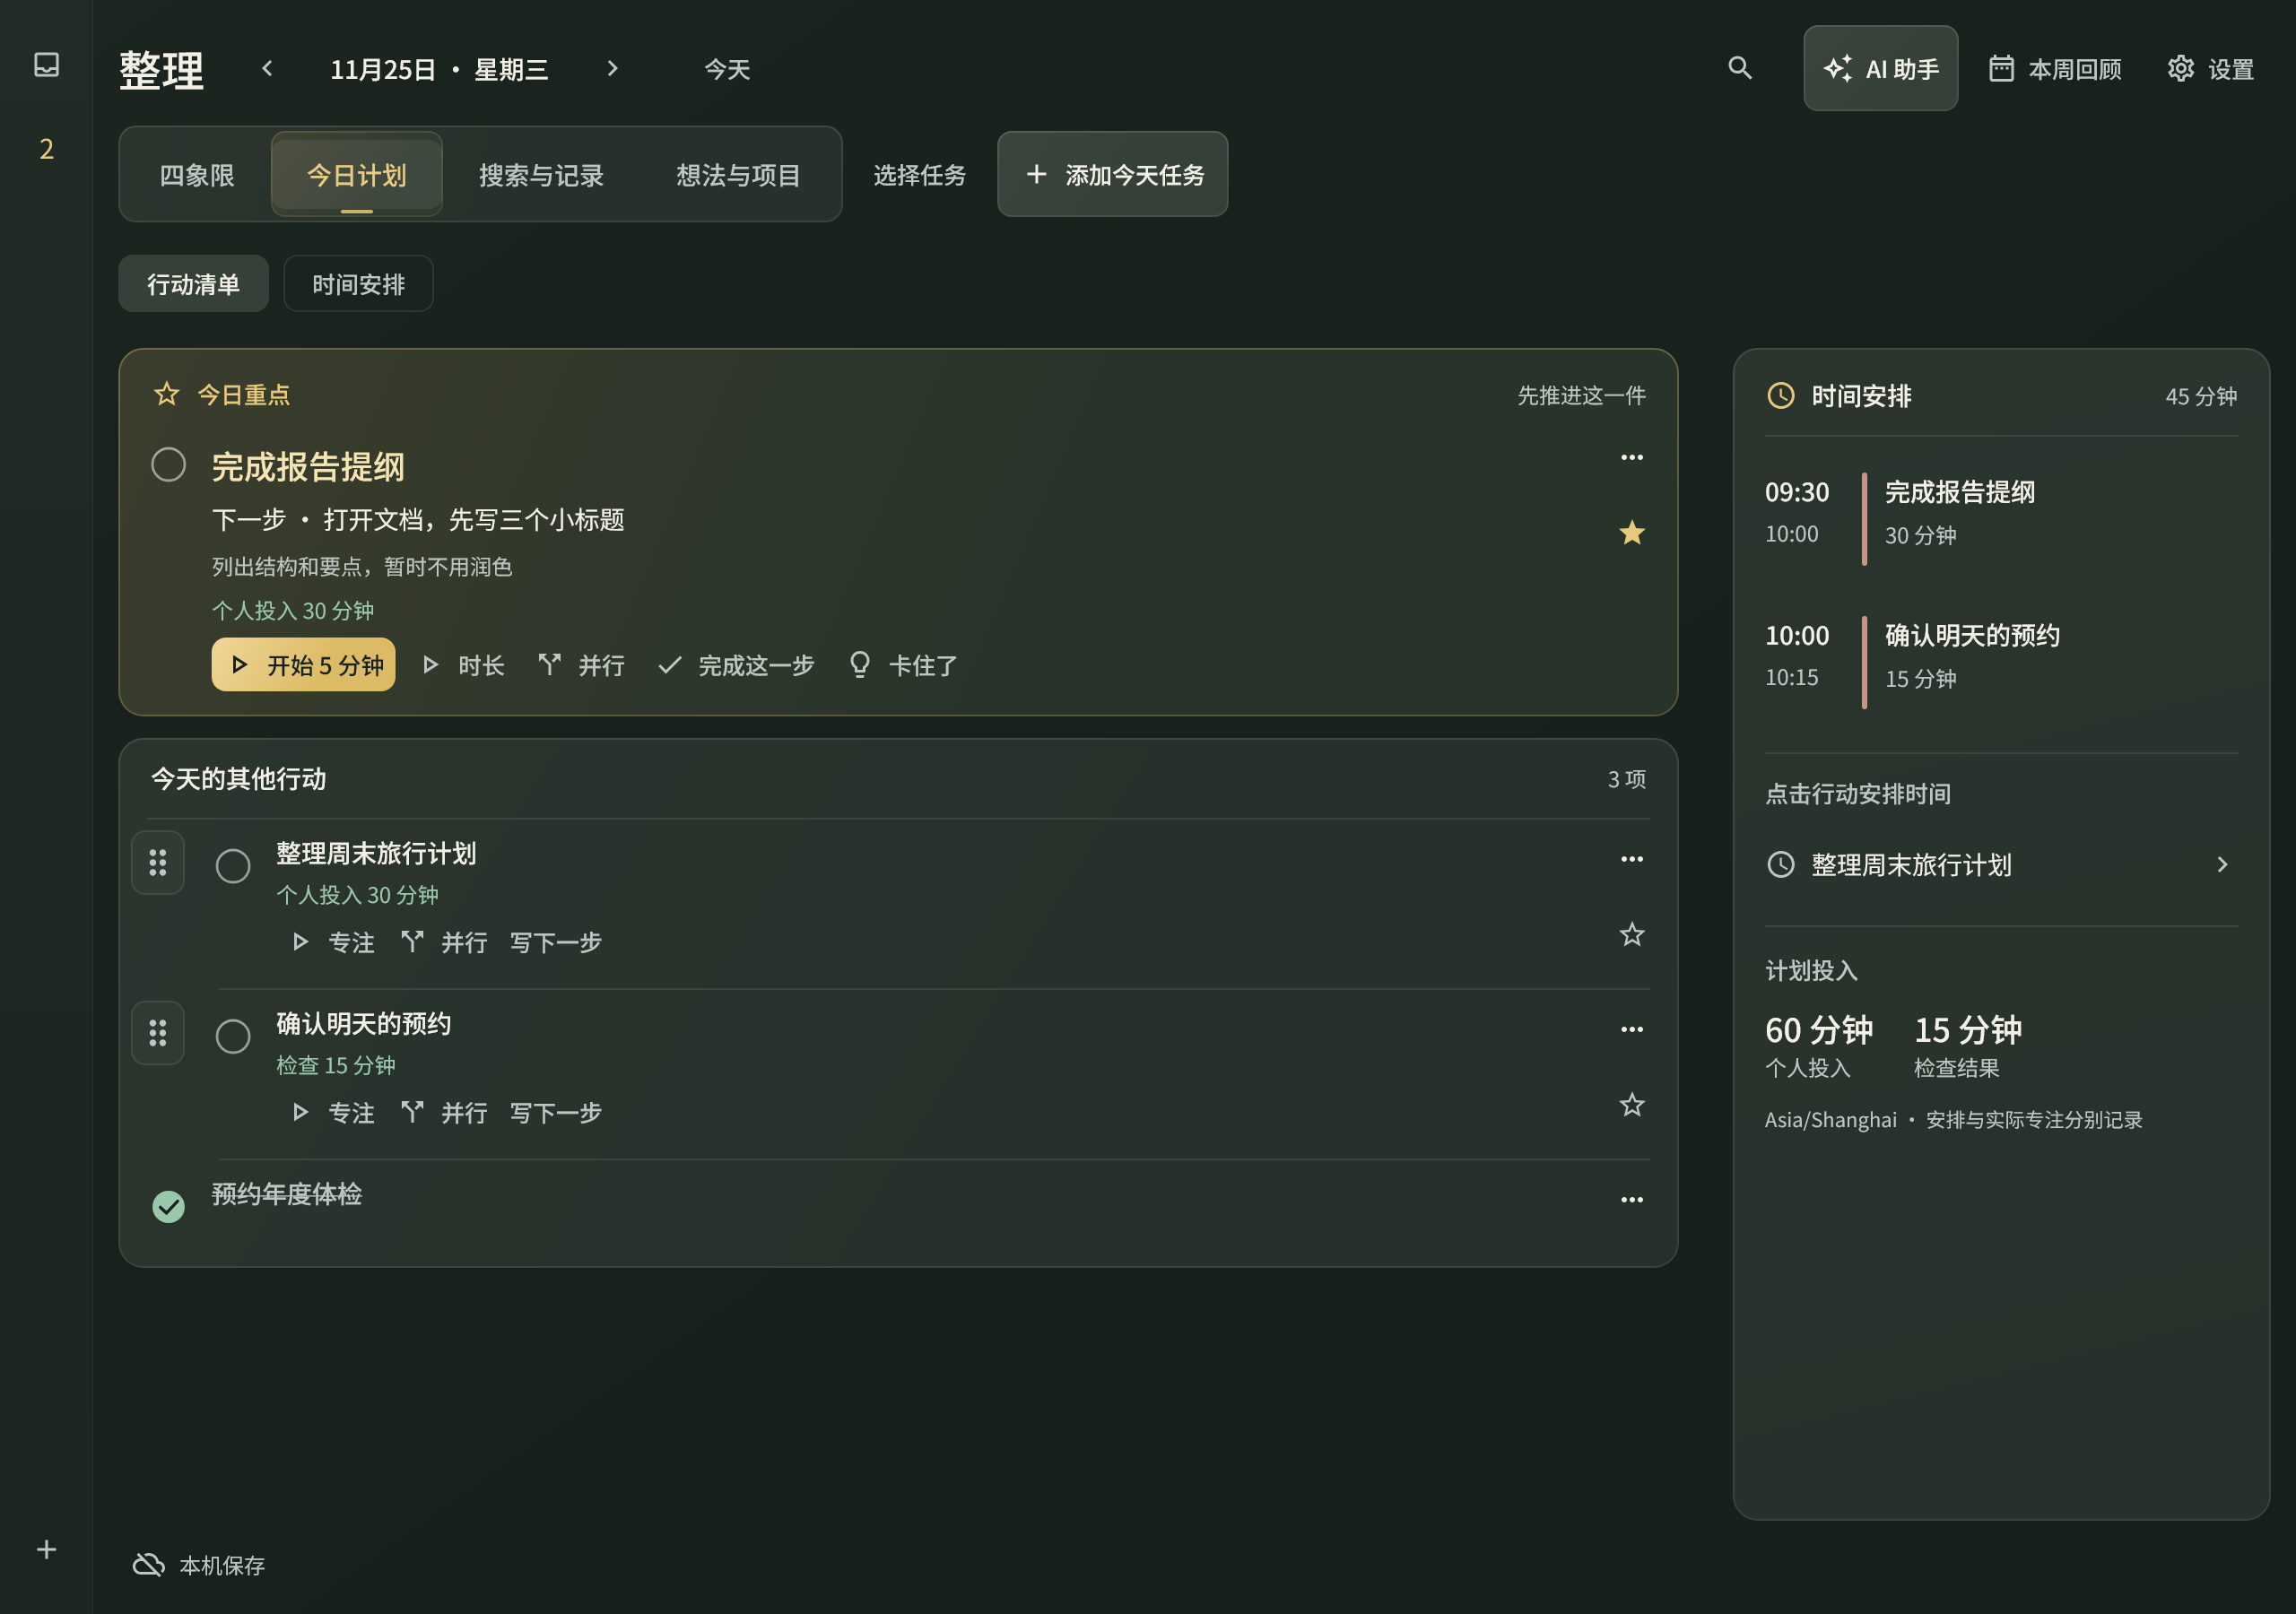 整理
11月25日 • 星期三
今天
AI 助手
本周回顾
设置
2
四象限
今日计划
搜索与记录
想法与项目
选择任务
添加今天任务
行动清单
时间安排
今日重点
先推进这一件
完成报告提纲
下一步 • 打开文档，先写三个小标题
列出结构和要点，暂时不用润色
个人投入 30 分钟
开始 5 分钟
时长
并行
完成这一步
卡住了
今天的其他行动
3 项
整理周末旅行计划
个人投入 30 分钟
专注
并行
写下一步
确认明天的预约
检查 15 分钟
专注
并行
写下一步
预约年度体检
时间安排
45 分钟
09:30
完成报告提纲
10:00
30 分钟
10:00
确认明天的预约
10:15
15 分钟
点击行动安排时间
整理周末旅行计划
计划投入
60 分钟
15 分钟
个人投入
检查结果
Asia/Shanghai • 安排与实际专注分别记录
本机保存